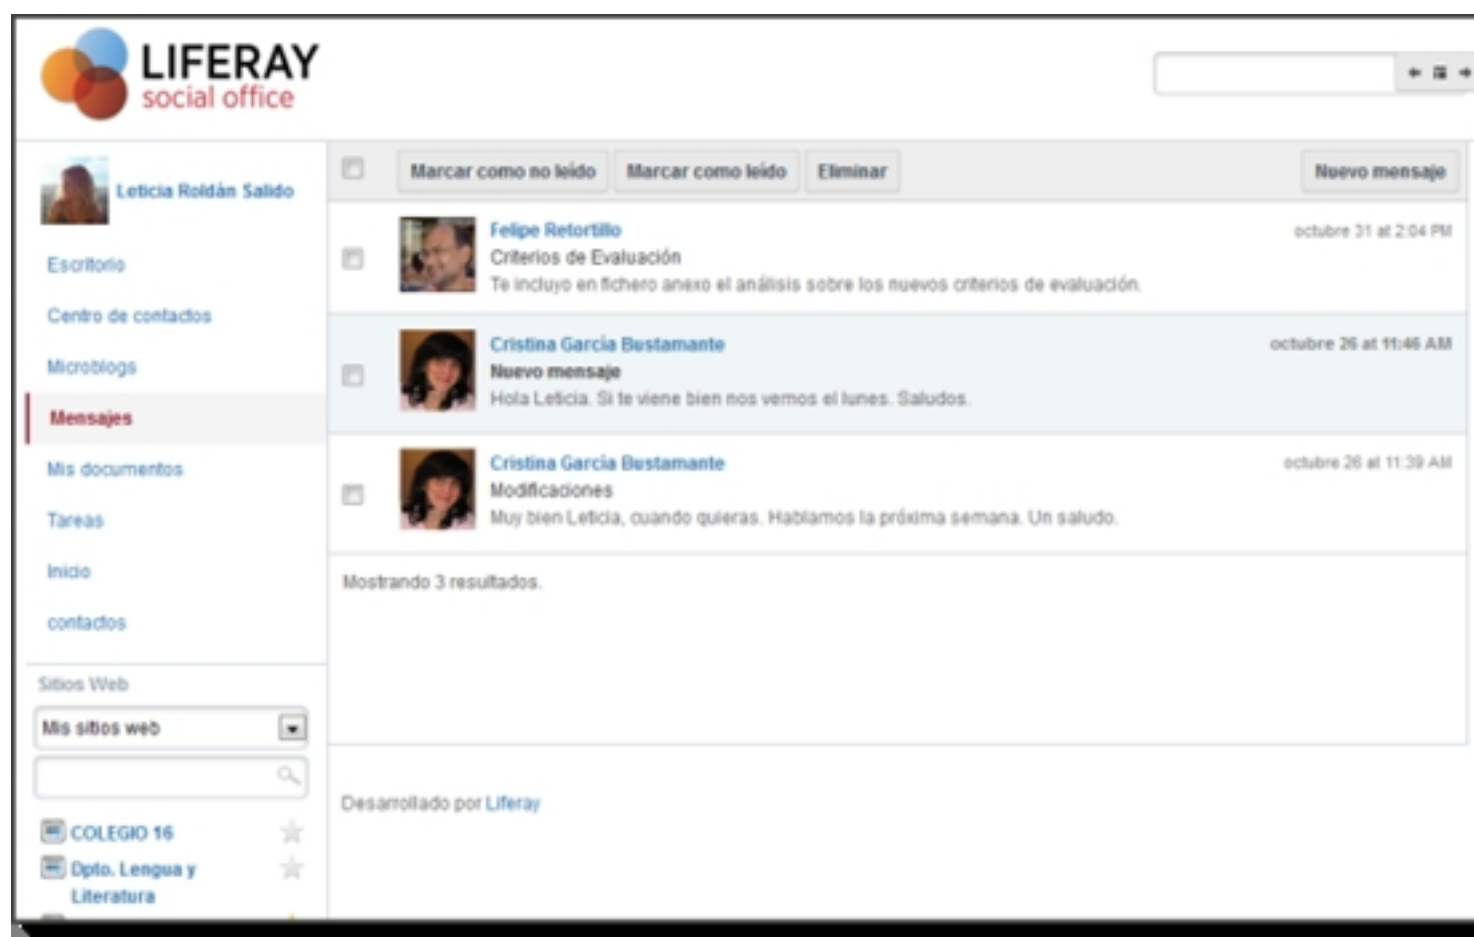 LIFERAY
social office
Leticia Roldán Salido
Escritorio
Centro de contactos
Microblogs
Mensajes
Mis documentos
Tareas
Inicio
contactos
Sitios Web
Mis sitios web
COLEGIO 16
Dpto. Lengua y
Literatura
Marcar como no leído Marcar como leído Eliminar Nuevo mensaje
Felipe Retortillo octubre 31 at 2:04 PM
Criterios de Evaluación
Te incluyo en fichero anexo el análisis sobre los nuevos criterios de evaluación.
Cristina García Bustamante octubre 26 at 11:46 AM
Nuevo mensaje
Hola Leticia. Si te viene bien nos vemos el lunes. Saludos.
Cristina García Bustamante octubre 26 at 11:39 AM
Modificaciones
Muy bien Leticia, cuando quieras. Hablamos la próxima semana. Un saludo.
Mostrando 3 resultados.
Desarrollado por Liferay